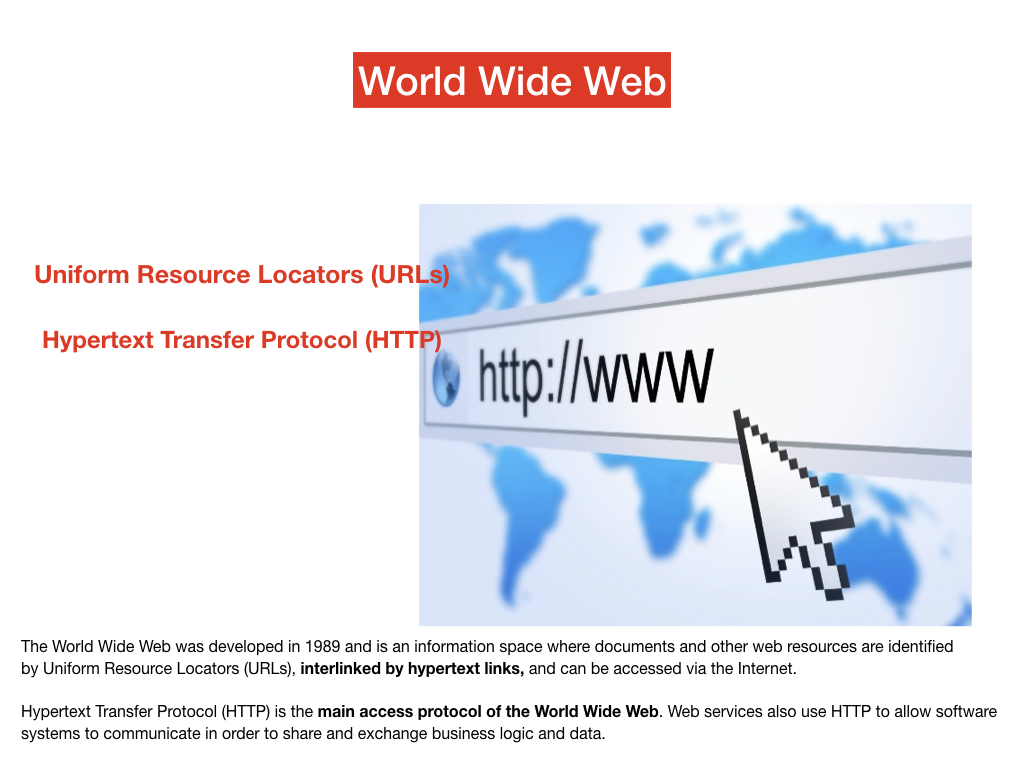 World Wide Web
Uniform Resource Locators (URLs)
Hypertext Transfer Protocol (HTTP)
http://www
The World Wide Web was developed in 1989 and is an information space where documents and other web resources are identified
by Uniform Resource Locators (URLs), interlinked by hypertext links, and can be accessed via the Internet.
Hypertext Transfer Protocol (HTTP) is the main access protocol of the World Wide Web. Web services also use HTTP to allow software
systems to communicate in order to share and exchange business logic and data.